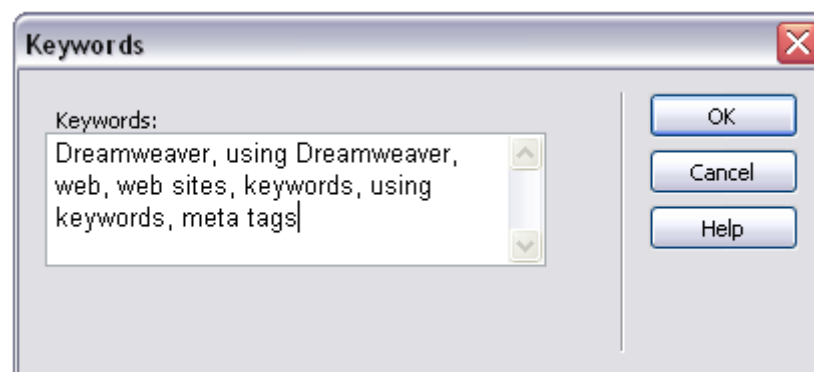 Keywords
Keywords:
Dreamweaver, using Dreamweaver,
web, web sites, keywords, using
keywords, meta tags
OK
Cancel
Help